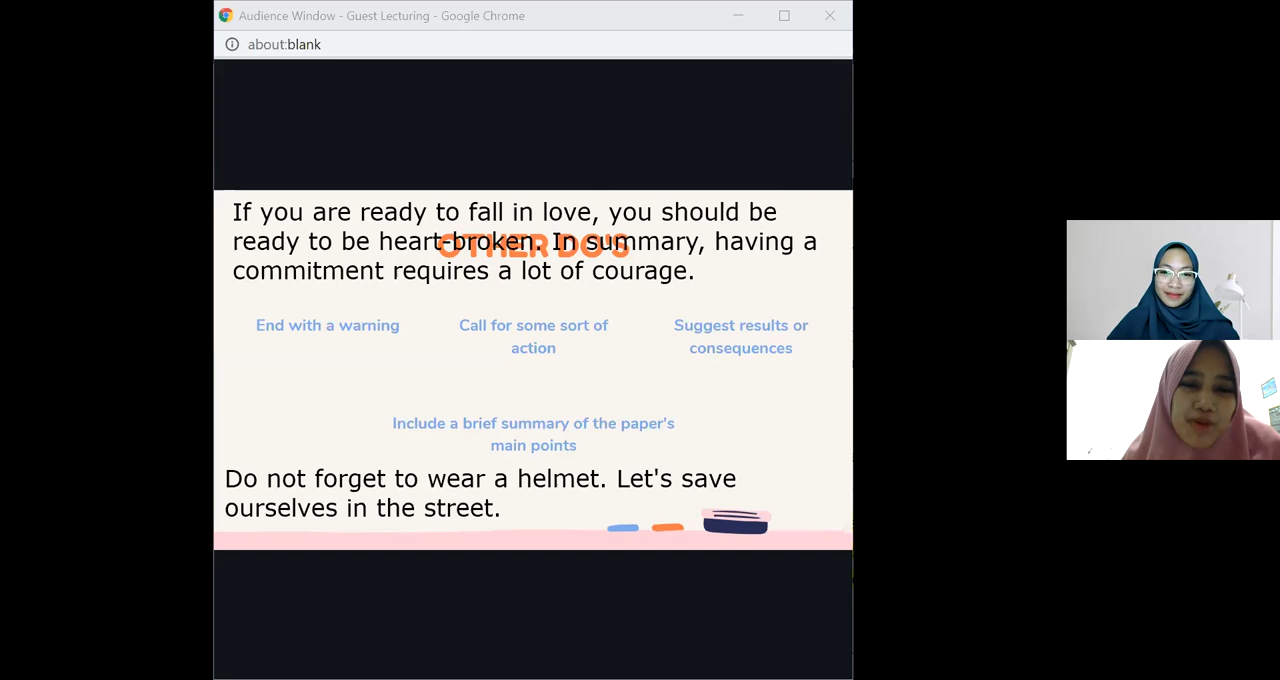 Audience Window - Guest Lecturing - Google Chrome
about:blank
If you are ready to fall in love, you should be
OTHER DO'S
ready to be heart-broken. In summary, having a
commitment requires a lot of courage.
End with a warning
Call for some sort of
action
Suggest results or
consequences
Include a brief summary of the paper's
main points
Do not forget to wear a helmet. Let's save
ourselves in the street.